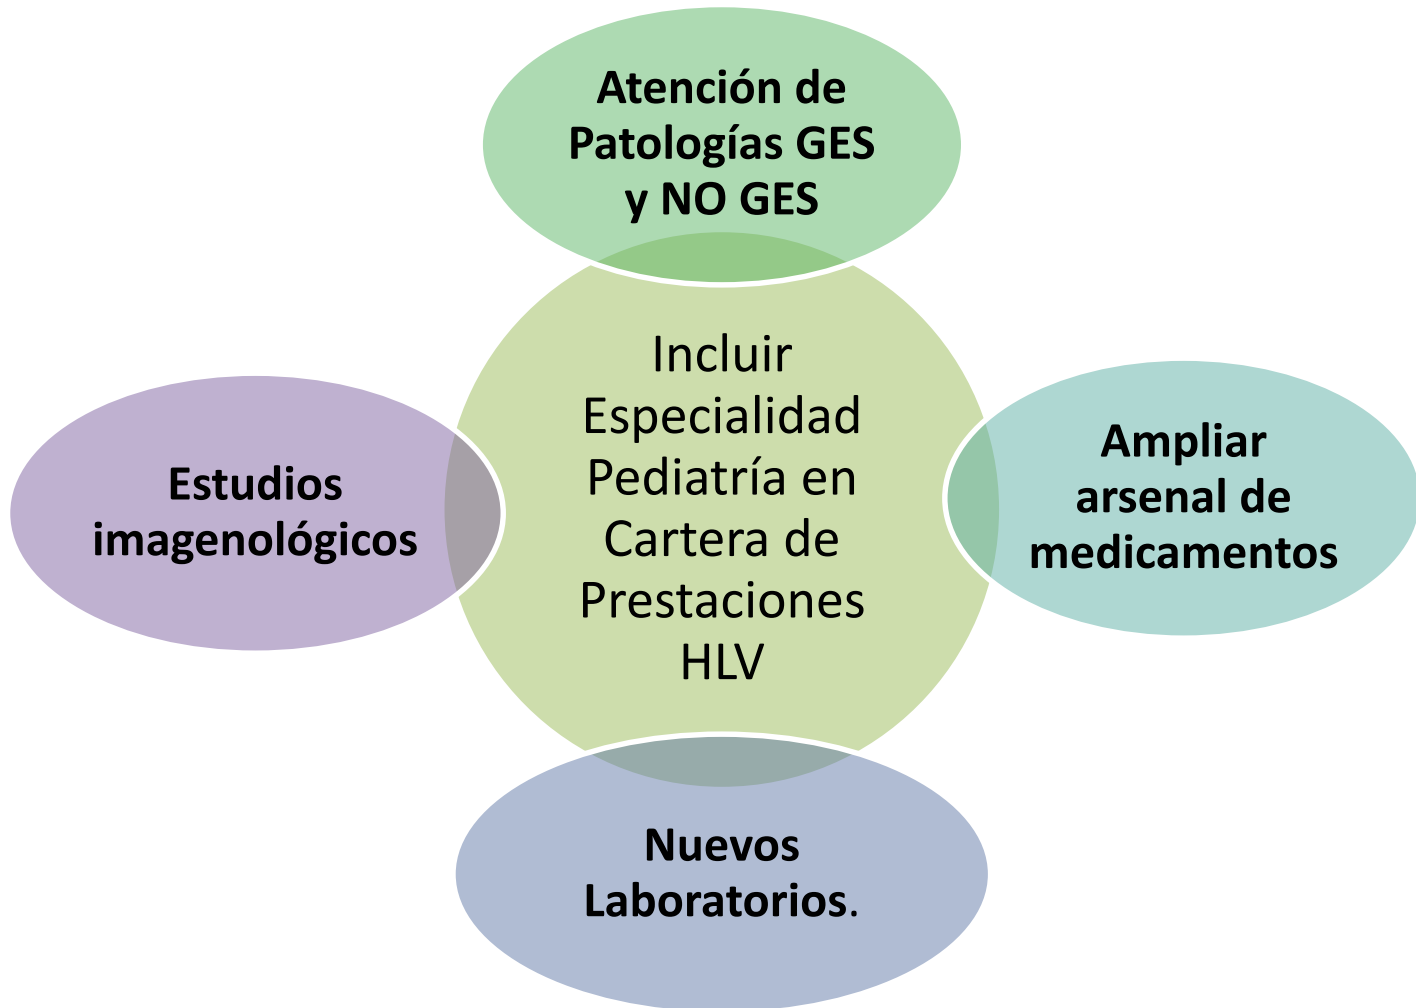 Atención de
Patologías GES
y NO GES
Incluir
Especialidad
Pediatría en
Cartera de
Prestaciones
HLV
Estudios
imagenológicos
Ampliar
arsenal de
medicamentos
Nuevos
Laboratorios.